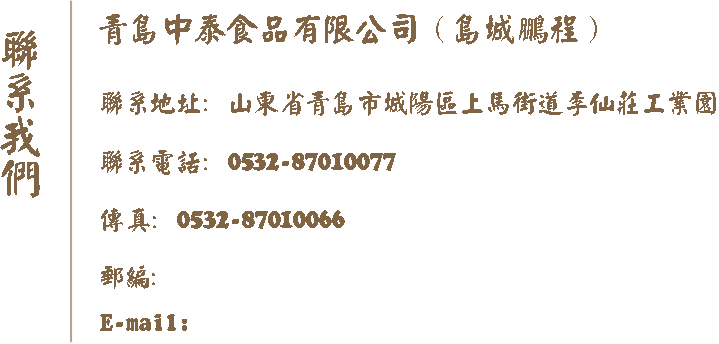 聯系我們
青島中泰食品有限公司（島城鵬程）
聯系地址: 山東省青島市城陽區上馬街道李仙莊工業園
聯系電話: 0532-87010077
傳真: 0532-87010066
郵編:
E-mail: